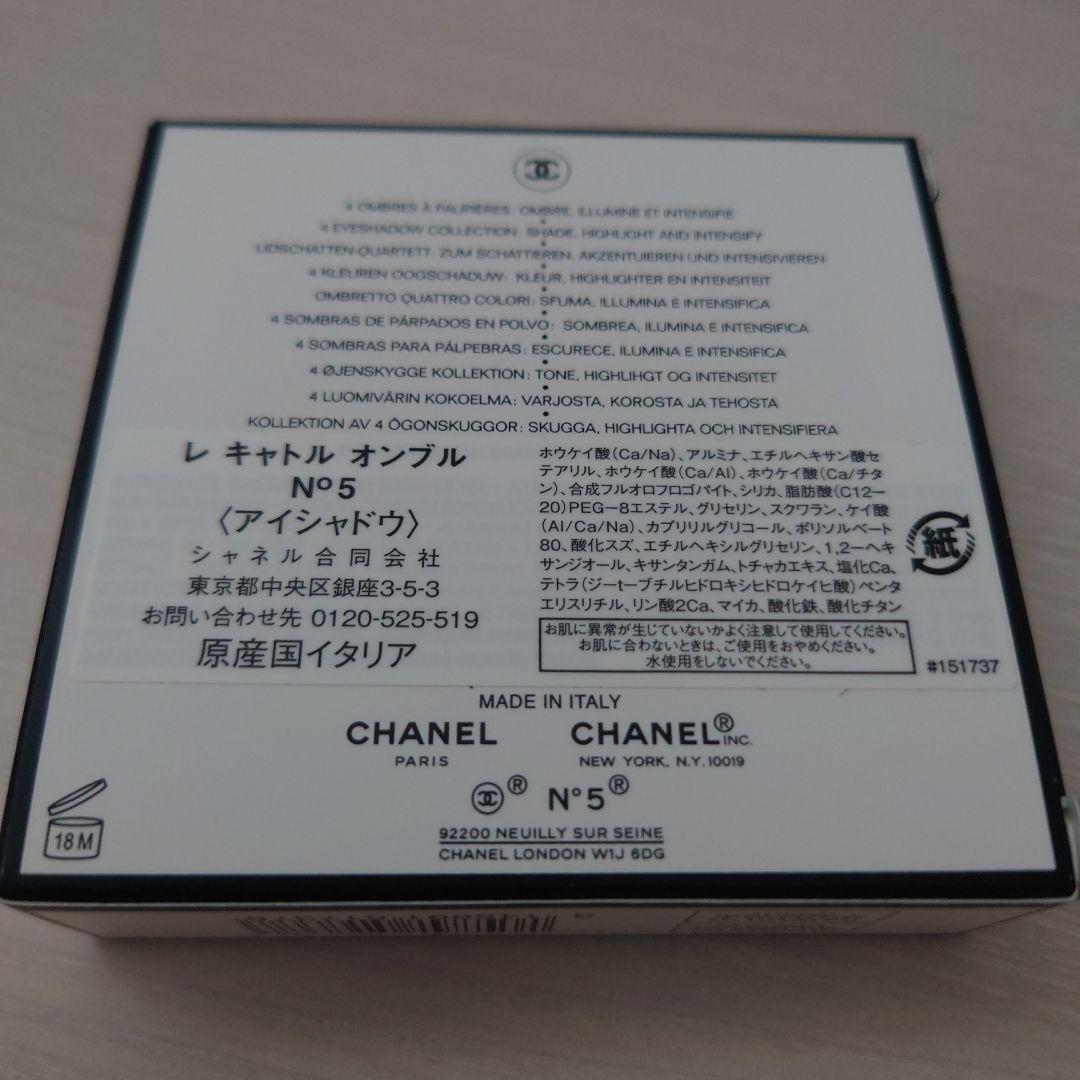 4 OMBRES À PAUPIÈRES : OMBRE, ILLUMINE ET INTENSIFIE
4 EYESHADOW COLLECTION : SHADE, HIGHLIGHT AND INTENSIFY
LIDSCHATTEN-QUARTETT : ZUM SCHATTIEREN, AKZENTUIEREN UND INTENSIVIEREN
4 KLEUREN OOGSCHADUW : KLEUR, HIGHLIGHTER EN INTENSITEIT
OMBRETTO QUATTRO COLORI : SFUMA, ILLUMINA E INTENSIFICA
4 SOMBRAS DE PÁRPADOS EN POLVO : SOMBREA, ILUMINA E INTENSIFICA
4 SOMBRAS PARA PÁLPEBRAS : ESCURECE, ILUMINA E INTENSIFICA
4 ØJENSKYGGE KOLLEKTION : TONE, HIGHLIHGT OG INTENSITET
4 LUOMIVÄRIN KOKOELMA : VARJOSTA, KOROSTA JA TEHOSTA
KOLLEKTION AV 4 ÖGONSKUGGOR : SKUGGA, HIGHLIGHTA OCH INTENSIFIERA
レ キャトル オンブル
Nº5
〈アイシャドウ〉
シャネル合同会社
東京都中央区銀座3-5-3
お問い合わせ先 0120-525-519
原産国イタリア
ホウケイ酸(Ca/Na)、アルミナ、エチルヘキサン酸セ
テアリル、ホウケイ酸(Ca/Al)、ホウケイ酸(Ca/チタ
ン)、合成フルオロフロゴパイト、シリカ、脂肪酸(C12-
20)PEG-8エステル、グリセリン、スクワラン、ケイ酸
(Al/Ca/Na)、カプリリルグリコール、ポリソルベート
80、酸化スズ、エチルヘキシルグリセリン、1,2-ヘキ
サンジオール、キサンタンガム、トチャカエキス、塩化Ca、
テトラ(ジ-t-ブチルヒドロキシヒドロケイヒ酸)ペンタ
エリスリチル、リン酸2Ca、マイカ、酸化鉄、酸化チタン
紙
お肌に異常が生じていないかよく注意して使用してください。
お肌に合わないときは、ご使用をおやめください。
水使用をしないでください。
#151737
MADE IN ITALY
CHANEL
PARIS
CHANEL® INC.
NEW YORK, N.Y. 10019
® N°5®
92200 NEUILLY SUR SEINE
CHANEL LONDON W1J 6DG
18 M